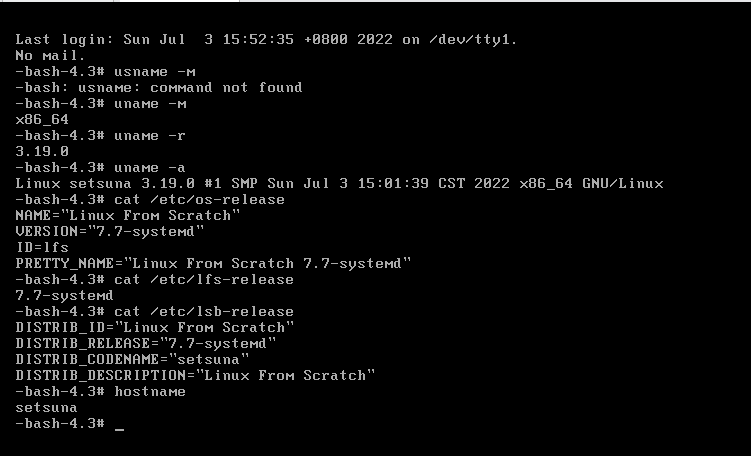 Last login: Sun Jul  3 15:52:35 +0800 2022 on /dev/tty1.
No mail.
-bash-4.3# usname -m
-bash: usname: command not found
-bash-4.3# uname -m
x86_64
-bash-4.3# uname -r
3.19.0
-bash-4.3# uname -a
Linux setsuna 3.19.0 #1 SMP Sun Jul 3 15:01:39 CST 2022 x86_64 GNU/Linux
-bash-4.3# cat /etc/os-release
NAME="Linux From Scratch"
VERSION="7.7-systemd"
ID=lfs
PRETTY_NAME="Linux From Scratch 7.7-systemd"
-bash-4.3# cat /etc/lfs-release
7.7-systemd
-bash-4.3# cat /etc/lsb-release
DISTRIB_ID="Linux From Scratch"
DISTRIB_RELEASE="7.7-systemd"
DISTRIB_CODENAME="setsuna"
DISTRIB_DESCRIPTION="Linux From Scratch"
-bash-4.3# hostname
setsuna
-bash-4.3# _